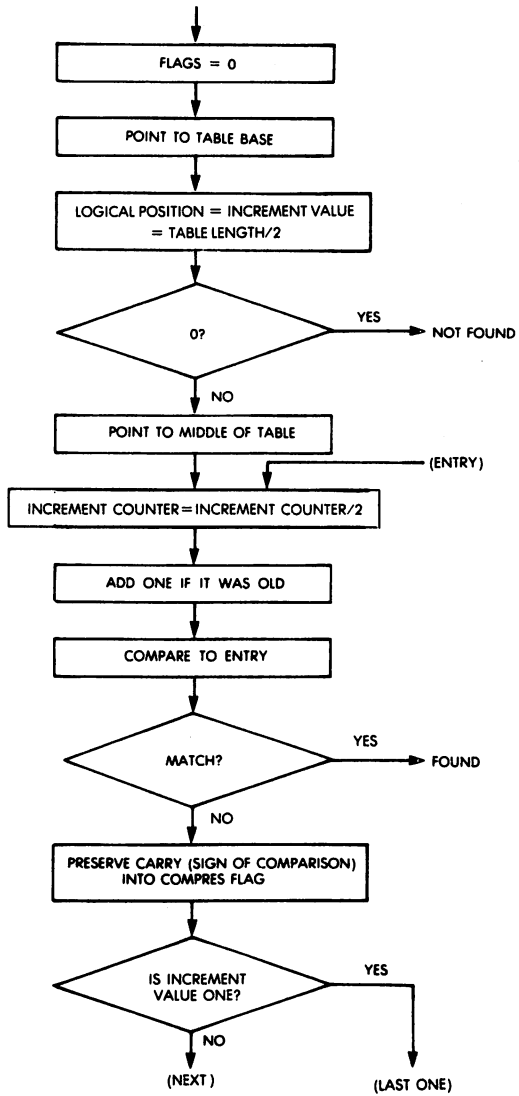 FLAGS = 0
POINT TO TABLE BASE
LOGICAL POSITION = INCREMENT VALUE
= TABLE LENGTH/2
0?
YES
NOT FOUND
NO
POINT TO MIDDLE OF TABLE
(ENTRY)
INCREMENT COUNTER = INCREMENT COUNTER/2
ADD ONE IF IT WAS OLD
COMPARE TO ENTRY
MATCH?
YES
FOUND
NO
PRESERVE CARRY (SIGN OF COMPARISON)
INTO COMPRES FLAG
IS INCREMENT
VALUE ONE?
YES
NO
(NEXT)
(LAST ONE)